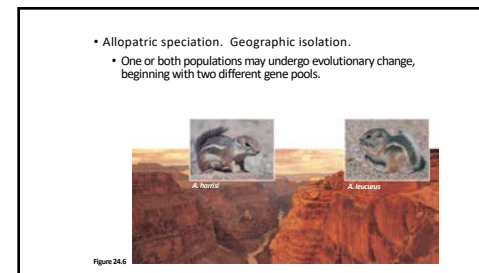 • Allopatric speciation. Geographic isolation.
• One or both populations may undergo evolutionary change,
beginning with two different gene pools.
A. harrisi
A. leucurus
Figure 24.6